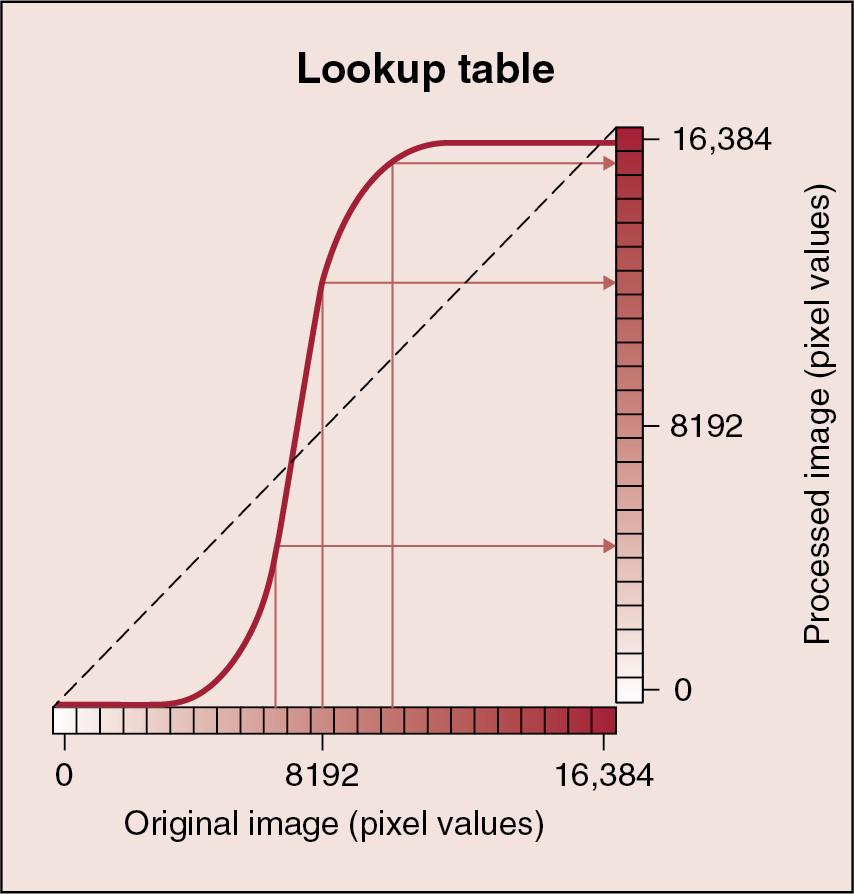 Lookup table
16,384
8192
0
Processed image (pixel values)
0
8192
16,384
Original image (pixel values)